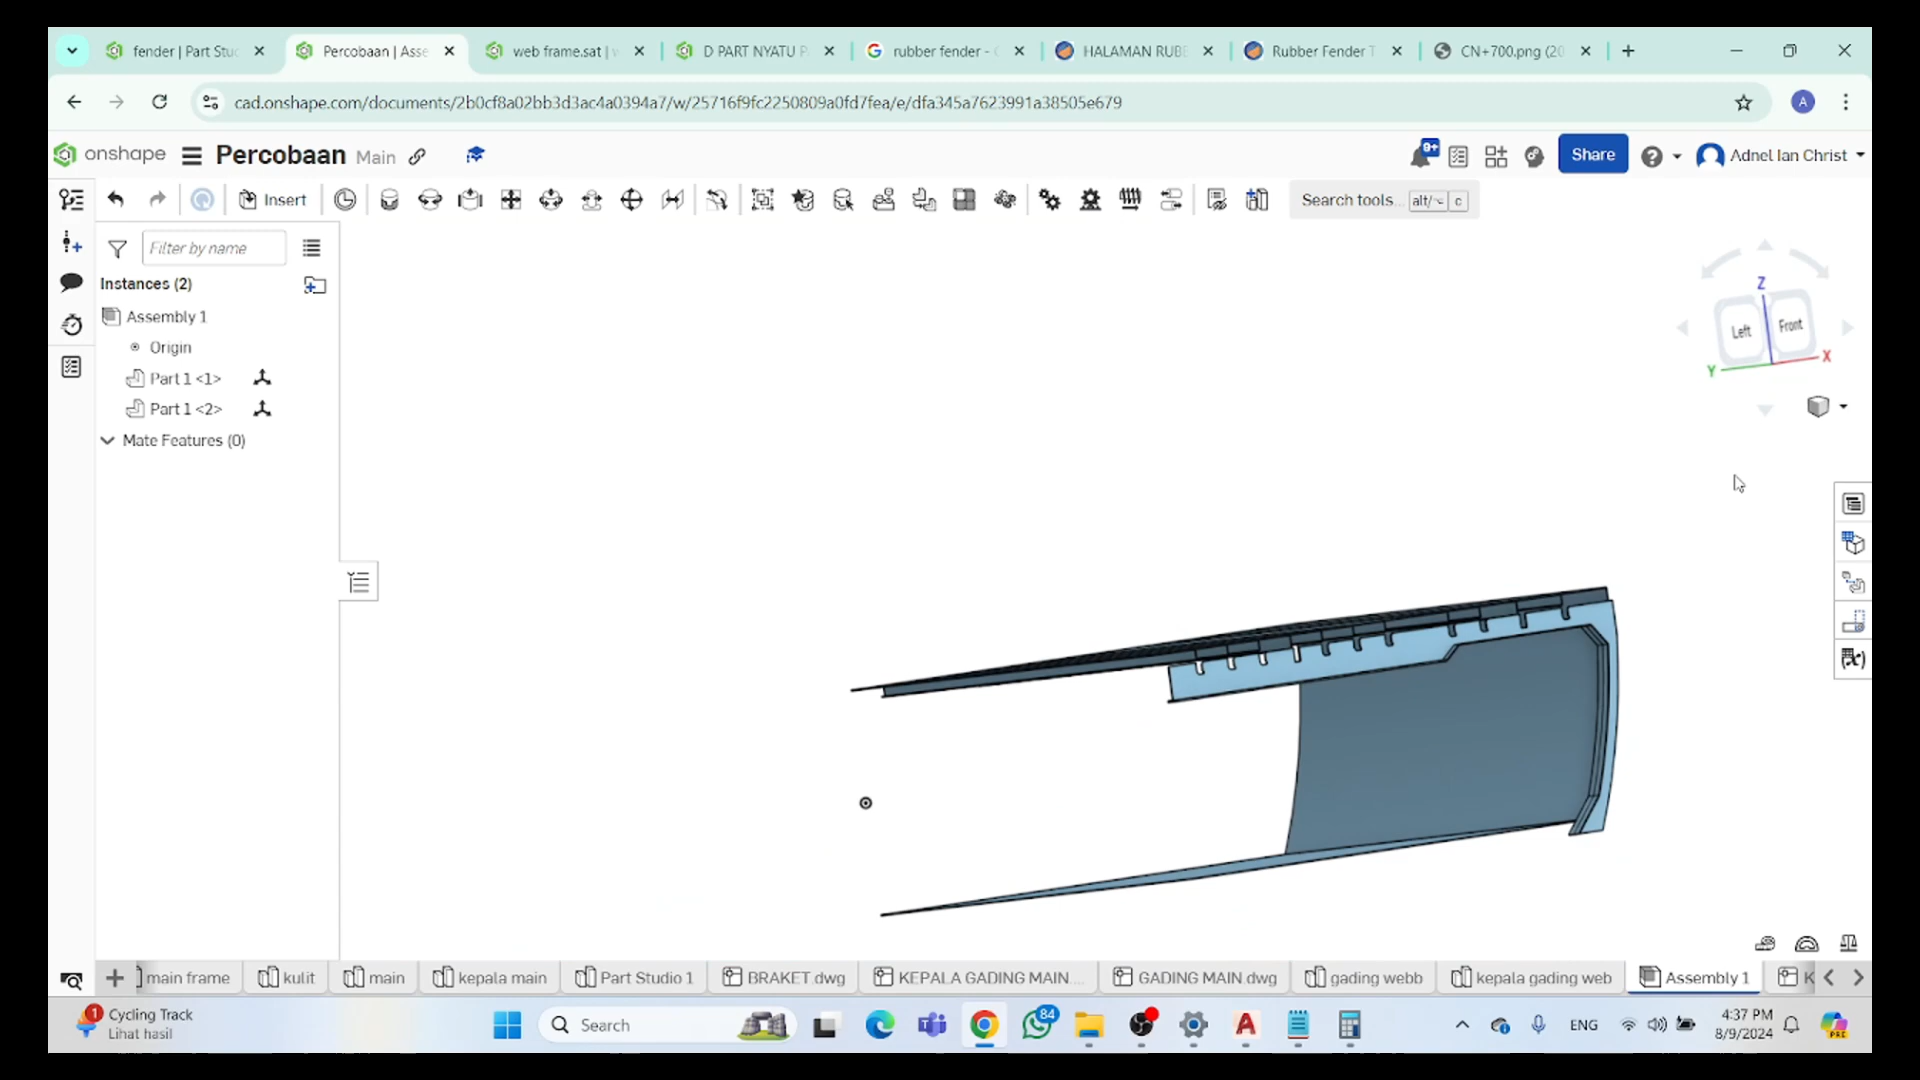 fender | Part Stu
Percobaan | Asse
web frame.sat |
D PART NYATU P
rubber fender -
HALAMAN RUB
Rubber Fender T
CN+700.png (20
cad.onshape.com/documents/2b0cf8a02bb3d3ac4a0394a7/w/25716f9fc2250809a0fd7fea/e/dfa345a7623991a38505e679
A
onshape
Percobaan Main
9+
Share
Adnel Ian Christ
Insert
Search tools... alt/⌥ c
Filter by name
Instances (2)
Assembly 1
Origin
Part 1 <1>
Part 1 <2>
Mate Features (0)
Z
Left
Front
X
Y
main frame
kulit
main
kepala main
Part Studio 1
BRAKET dwg
KEPALA GADING MAIN....
GADING MAIN dwg
gading webb
kepala gading web
Assembly 1
K
1
Cycling Track
Lihat hasil
Search
84
ENG
4:37 PM
8/9/2024
PRE